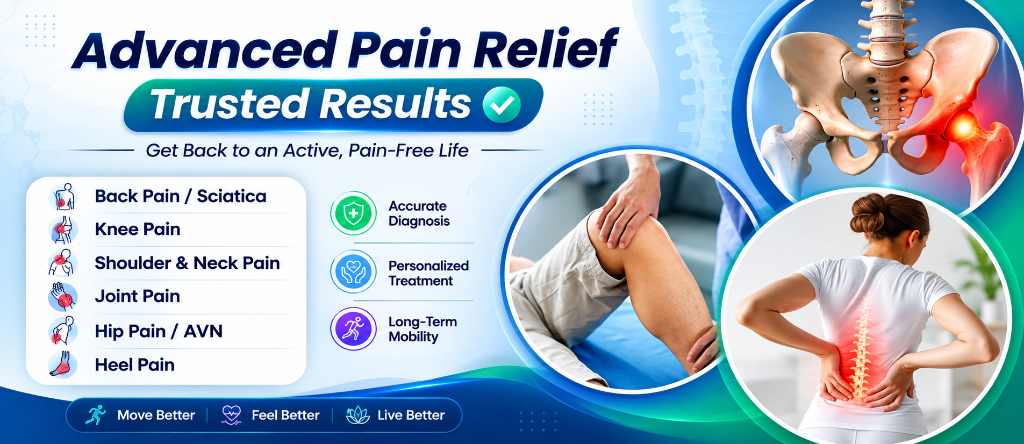 Advanced Pain Relief
Trusted Results
Get Back to an Active, Pain-Free Life
Back Pain / Sciatica
Knee Pain
Shoulder & Neck Pain
Joint Pain
Hip Pain / AVN
Heel Pain
Accurate
Diagnosis
Personalized
Treatment
Long-Term
Mobility
Move Better
Feel Better
Live Better